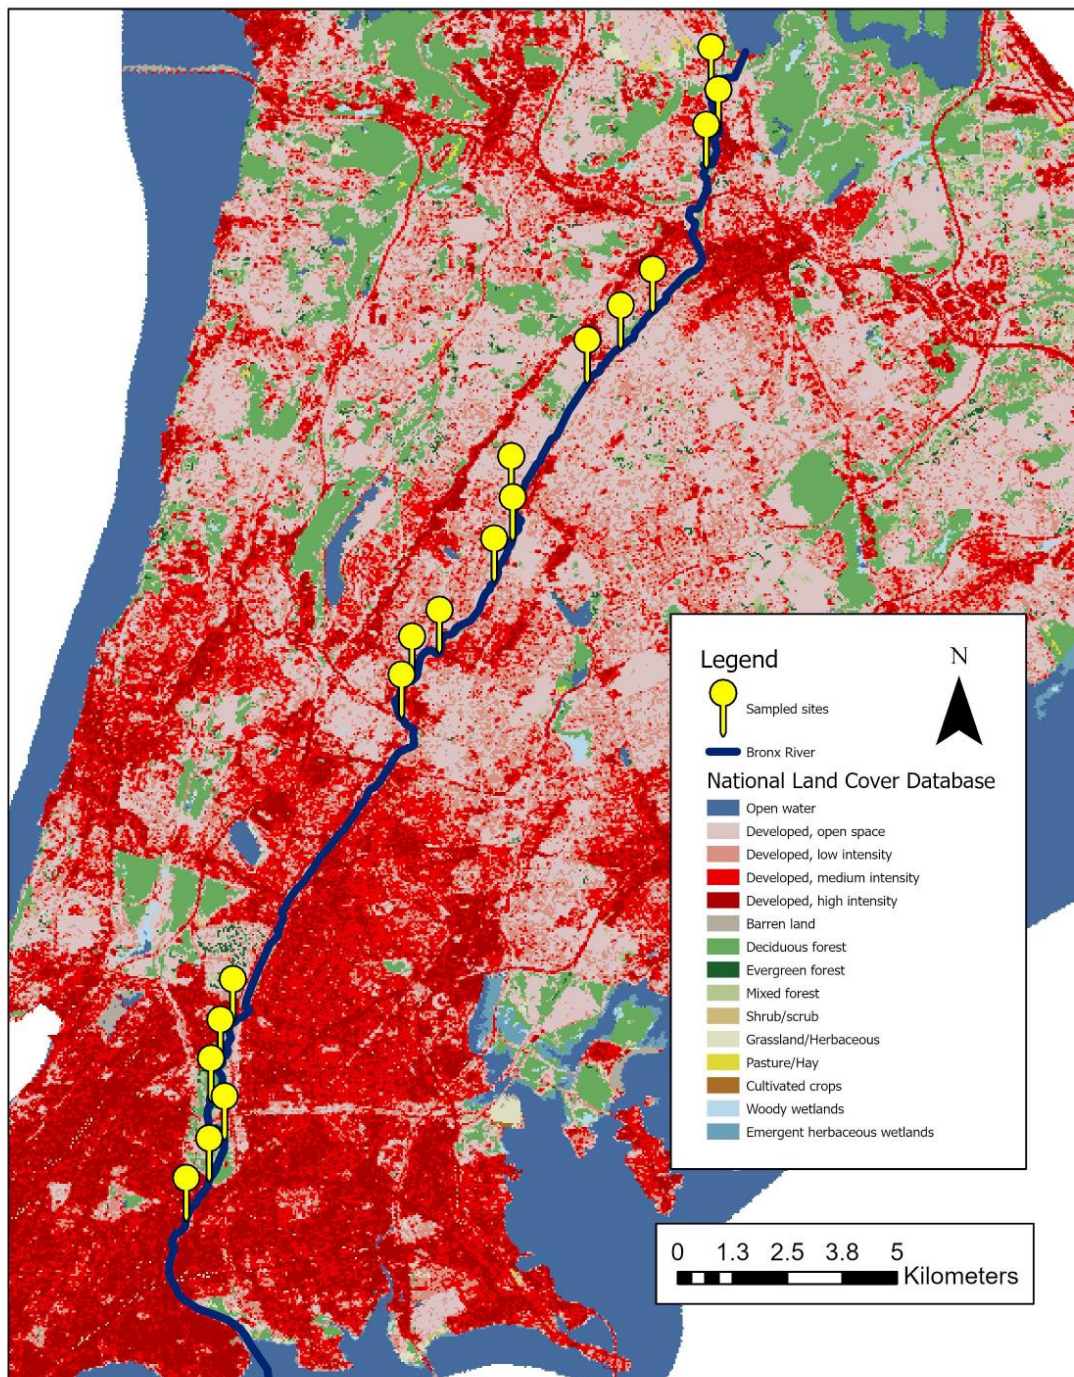 Legend
N
Sampled sites
Bronx River
National Land Cover Database
Open water
Developed, open space
Developed, low intensity
Developed, medium intensity
Developed, high intensity
Barren land
Deciduous forest
Evergreen forest
Mixed forest
Shrub/scrub
Grassland/Herbaceous
Pasture/Hay
Cultivated crops
Woody wetlands
Emergent herbaceous wetlands
0 1.3 2.5 3.8 5
Kilometers